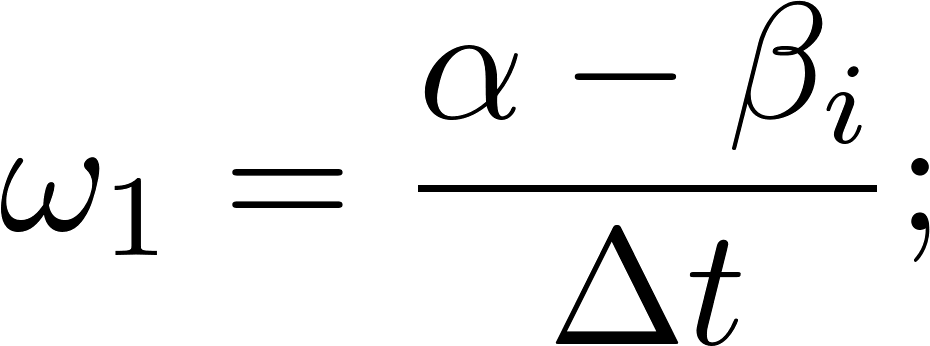 ω₁ = (α − βᵢ) / Δt ;